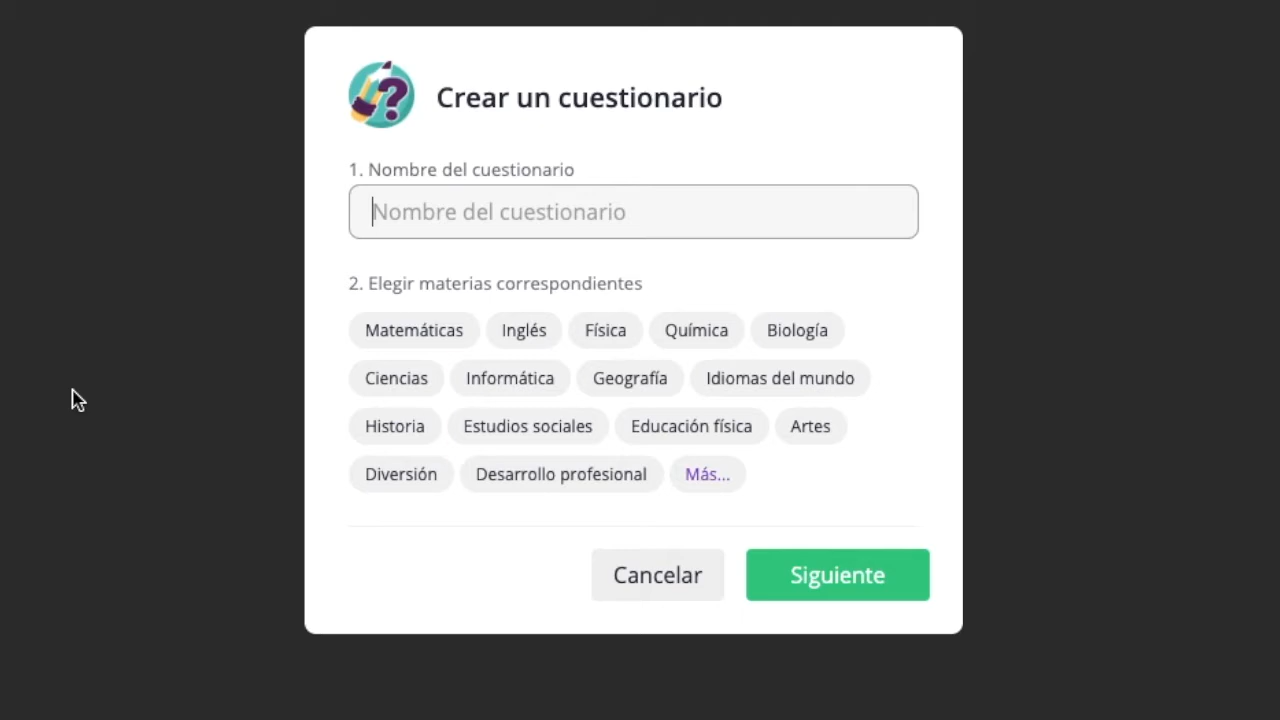 Crear un cuestionario
1. Nombre del cuestionario
Nombre del cuestionario
2. Elegir materias correspondientes
Matemáticas Inglés Física Química Biología
Ciencias Informática Geografía Idiomas del mundo
Historia Estudios sociales Educación física Artes
Diversión Desarrollo profesional Más...
Cancelar Siguiente